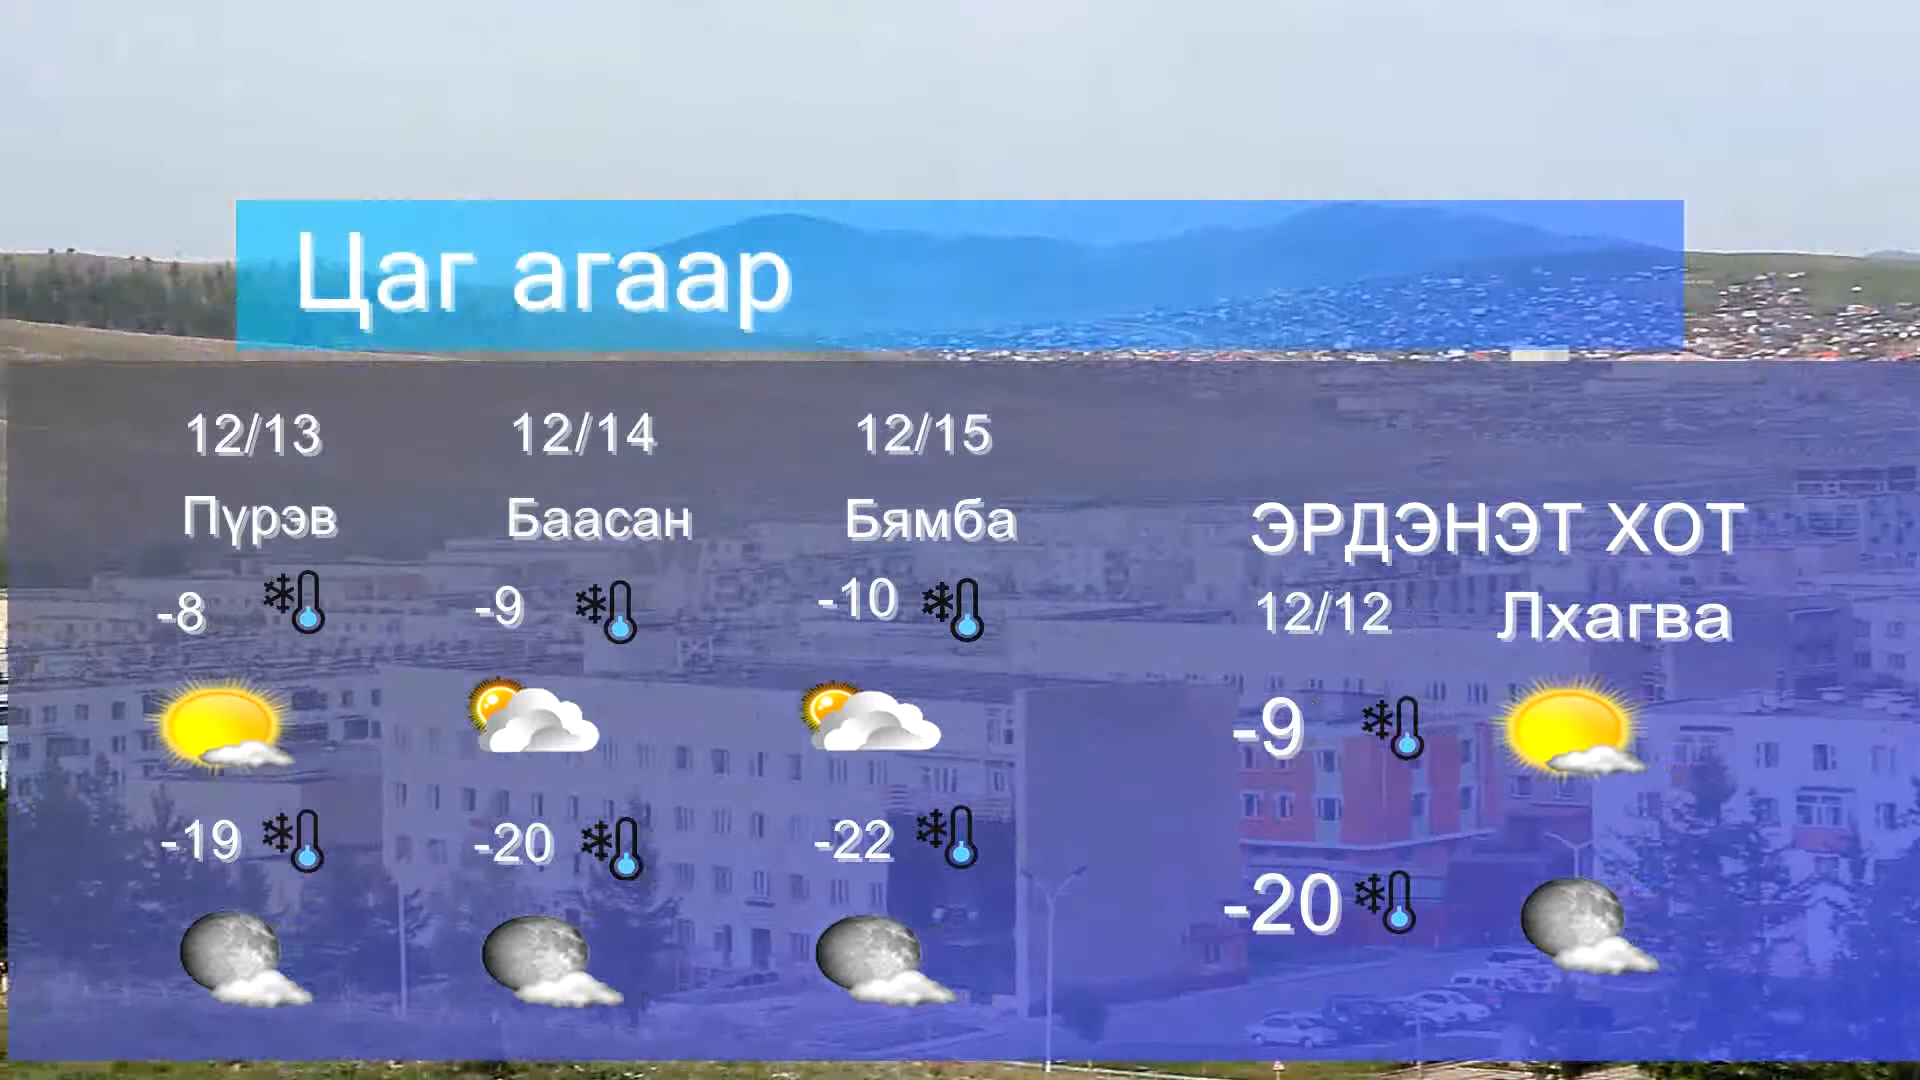 Цаг агаар
12/13
Пүрэв
-8
-19
12/14
Баасан
-9
-20
12/15
Бямба
-10
-22
ЭРДЭНЭТ ХОТ
12/12 Лхагва
-9
-20